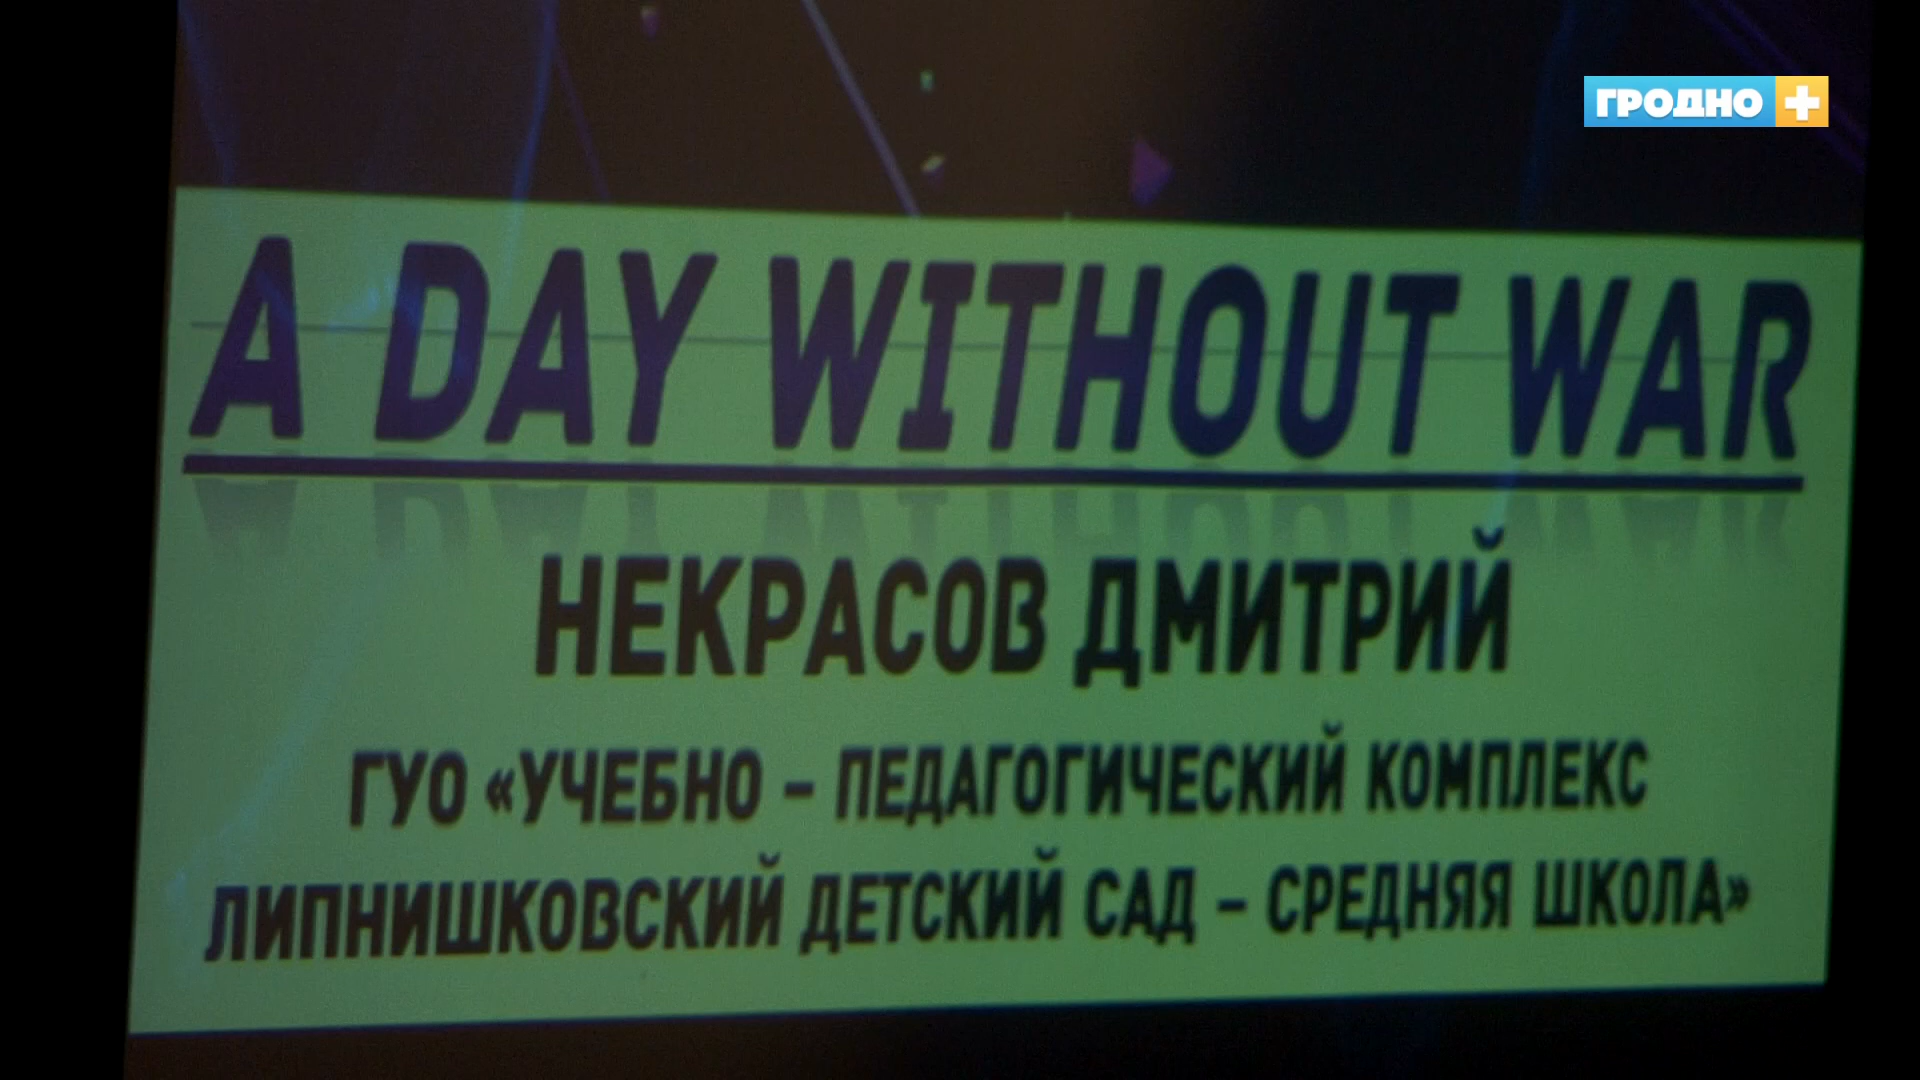 ГРОДНО +
A DAY WITHOUT WAR
НЕКРАСОВ ДМИТРИЙ
ГУО «УЧЕБНО – ПЕДАГОГИЧЕСКИЙ КОМПЛЕКС
ЛИПНИШКОВСКИЙ ДЕТСКИЙ САД – СРЕДНЯЯ ШКОЛА»